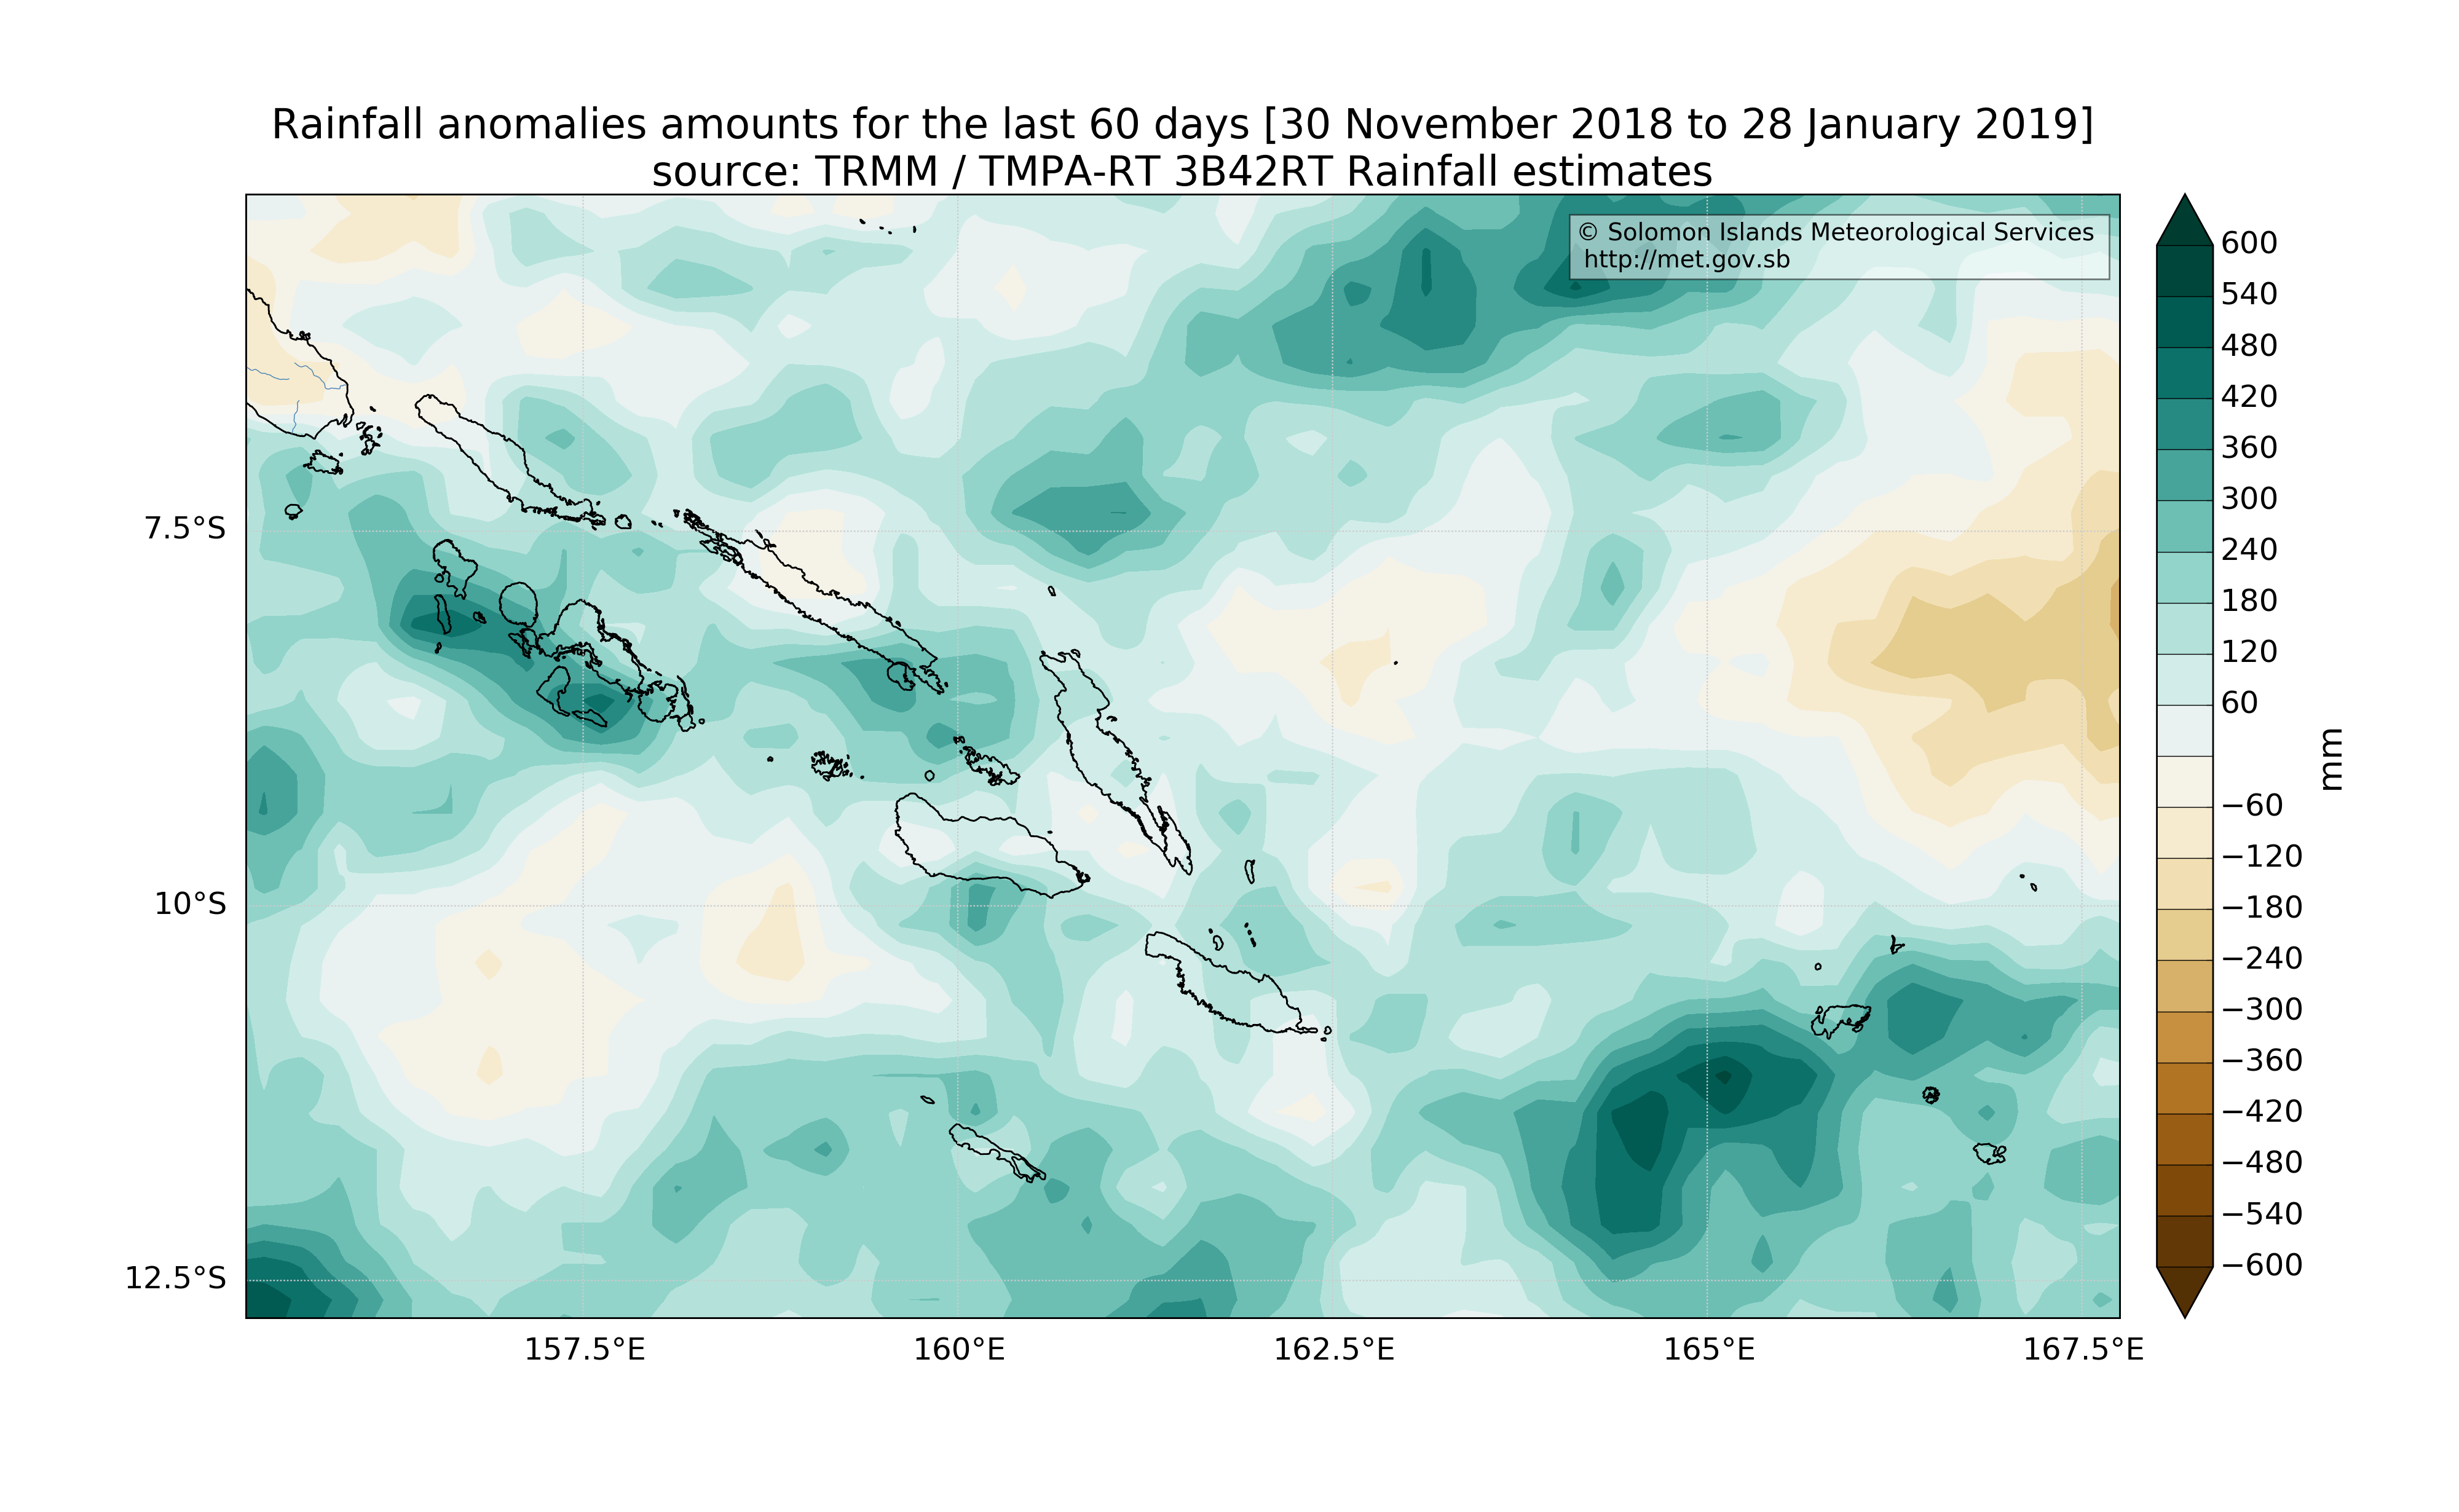 Rainfall anomalies amounts for the last 60 days [30 November 2018 to 28 January 2019]
source: TRMM / TMPA-RT 3B42RT Rainfall estimates
© Solomon Islands Meteorological Services
http://met.gov.sb
7.5°S
10°S
12.5°S
157.5°E
160°E
162.5°E
165°E
167.5°E
600
540
480
420
360
300
240
180
120
60
−60
−120
−180
−240
−300
−360
−420
−480
−540
−600
mm